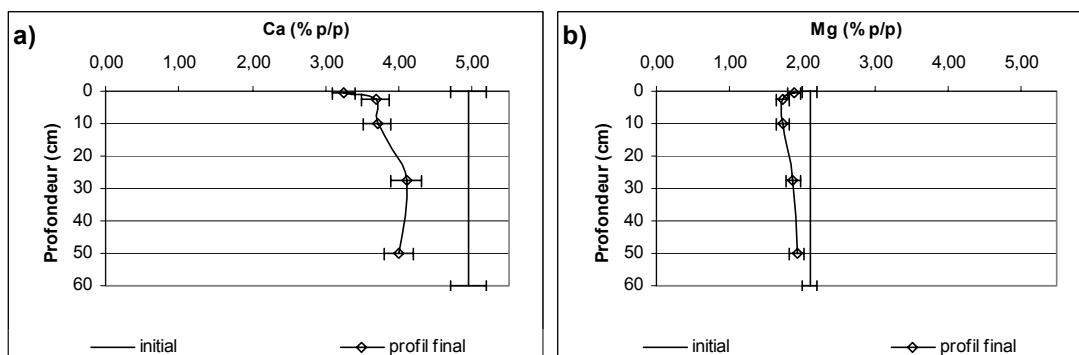 a)
Ca (% p/p)
0,00 1,00 2,00 3,00 4,00 5,00
0
10
20
30
40
50
60
Profondeur (cm)
initial profil final
b)
Mg (% p/p)
0,00 1,00 2,00 3,00 4,00 5,00
0
10
20
30
40
50
60
Profondeur (cm)
initial profil final